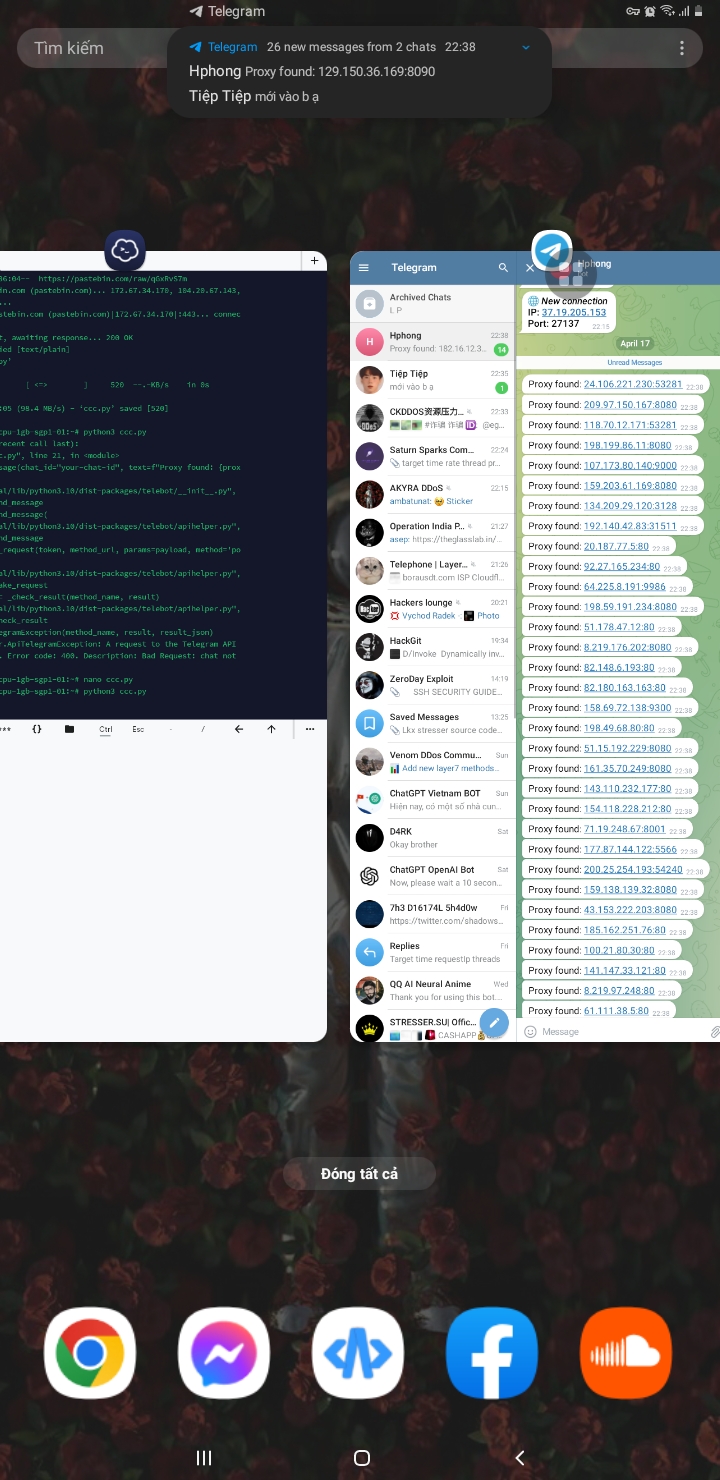 Telegram
Tìm kiếm
Telegram 26 new messages from 2 chats 22:38
Hphong Proxy found: 129.150.36.169:8090
Tiệp Tiệp mới vào b ạ
36:04-- https://pastebin.com/raw/qGxRvS7m
in.com (pastebin.com)... 172.67.34.170, 104.20.67.143,
...
n.com (pastebin.com)|172.67.34.170|:443... connec
t, awaiting response... 200 OK
ied [text/plain]
py'
[ <=> ] 520 --.-KB/s in 0s
:05 (98.4 MB/s) - 'ccc.py' saved [520]
cpu-1gb-sgp1-01:~# python3 ccc.py
recent call last):
c.py", line 21, in <module>
sage(chat_id="your-chat-id", text=f"Proxy found: {prox
al/lib/python3.10/dist-packages/telebot/__init__.py",
nd_message
nd_message(
al/lib/python3.10/dist-packages/telebot/apihelper.py",
nd_message
_request(token, method_url, params=payload, method='po
al/lib/python3.10/dist-packages/telebot/apihelper.py",
ake_request
= _check_result(method_name, result)
al/lib/python3.10/dist-packages/telebot/apihelper.py",
heck_result
egramException(method_name, result, result_json)
r.ApiTelegramException: A request to the Telegram API
. Error code: 400. Description: Bad Request: chat not
cpu-1gb-sgp1-01:~# nano ccc.py
cpu-1gb-sgp1-01:~# python3 ccc.py
*** {} Ctrl Esc - /
Telegram
Archived Chats
L P
Hphong 22:38
Proxy found: 182.16.12.3... 14
Tiệp Tiệp 22:35
mới vào b ạ 1
CKDDOS资源压力... 22:33
#诈骗 诈骗 ID: @eg...
Saturn Sparks Com... 22:24
target time rate thread pr...
AKYRA DDoS 22:15
ambatunat: Sticker
Operation India P... 21:27
asep: https://theglasslab.in/...
Telephone | Layer... 21:26
borausdt.com ISP Cloudfl...
Hackers lounge 20:21
Vychod Radek Photo
HackGit 19:34
D/Invoke Dynamically inv...
ZeroDay Exploit 14:19
SSH SECURITY GUIDE...
Saved Messages 13:25
Lkx stresser source code...
Venom DDos Commu... Sun
Add new layer7 methods...
ChatGPT Vietnam BOT Sun
Hiện nay, có một số nhà cun...
D4RK Sat
Okay brother
ChatGPT OpenAI Bot Sat
Now, please wait a 10 secon...
7h3 D16174L 5h4d0w Fri
https://twitter.com/shadows...
Replies Fri
Target time requestIp threads
QQ AI Neural Anime Wed
Thank you for using this bot...
STRESSER.SU| Offic...
CASHAPP
Hphong
bot
New connection
IP: 37.19.205.153
Port: 27137 22:15
April 17
Unread Messages
Proxy found: 24.106.221.230:53281 22:38
Proxy found: 209.97.150.167:8080 22:38
Proxy found: 118.70.12.171:53281 22:38
Proxy found: 198.199.86.11:8080 22:38
Proxy found: 107.173.80.140:9000 22:38
Proxy found: 159.203.61.169:8080 22:38
Proxy found: 134.209.29.120:3128 22:38
Proxy found: 192.140.42.83:31511 22:38
Proxy found: 20.187.77.5:80 22:38
Proxy found: 92.27.165.234:80 22:38
Proxy found: 64.225.8.191:9986 22:38
Proxy found: 198.59.191.234:8080 22:38
Proxy found: 51.178.47.12:80 22:38
Proxy found: 8.219.176.202:8080 22:38
Proxy found: 82.148.6.193:80 22:38
Proxy found: 82.180.163.163:80 22:38
Proxy found: 158.69.72.138:9300 22:38
Proxy found: 198.49.68.80:80 22:38
Proxy found: 51.15.192.229:8080 22:38
Proxy found: 161.35.70.249:8080 22:38
Proxy found: 143.110.232.177:80 22:38
Proxy found: 154.118.228.212:80 22:38
Proxy found: 71.19.248.67:8001 22:38
Proxy found: 177.87.144.122:5566 22:38
Proxy found: 200.25.254.193:54240 22:38
Proxy found: 159.138.139.32:8080 22:38
Proxy found: 43.153.222.203:8080 22:38
Proxy found: 185.162.251.76:80 22:38
Proxy found: 100.21.80.30:80 22:38
Proxy found: 141.147.33.121:80 22:38
Proxy found: 8.219.97.248:80 22:38
Proxy found: 61.111.38.5:80 22:38
Message
Đóng tất cả